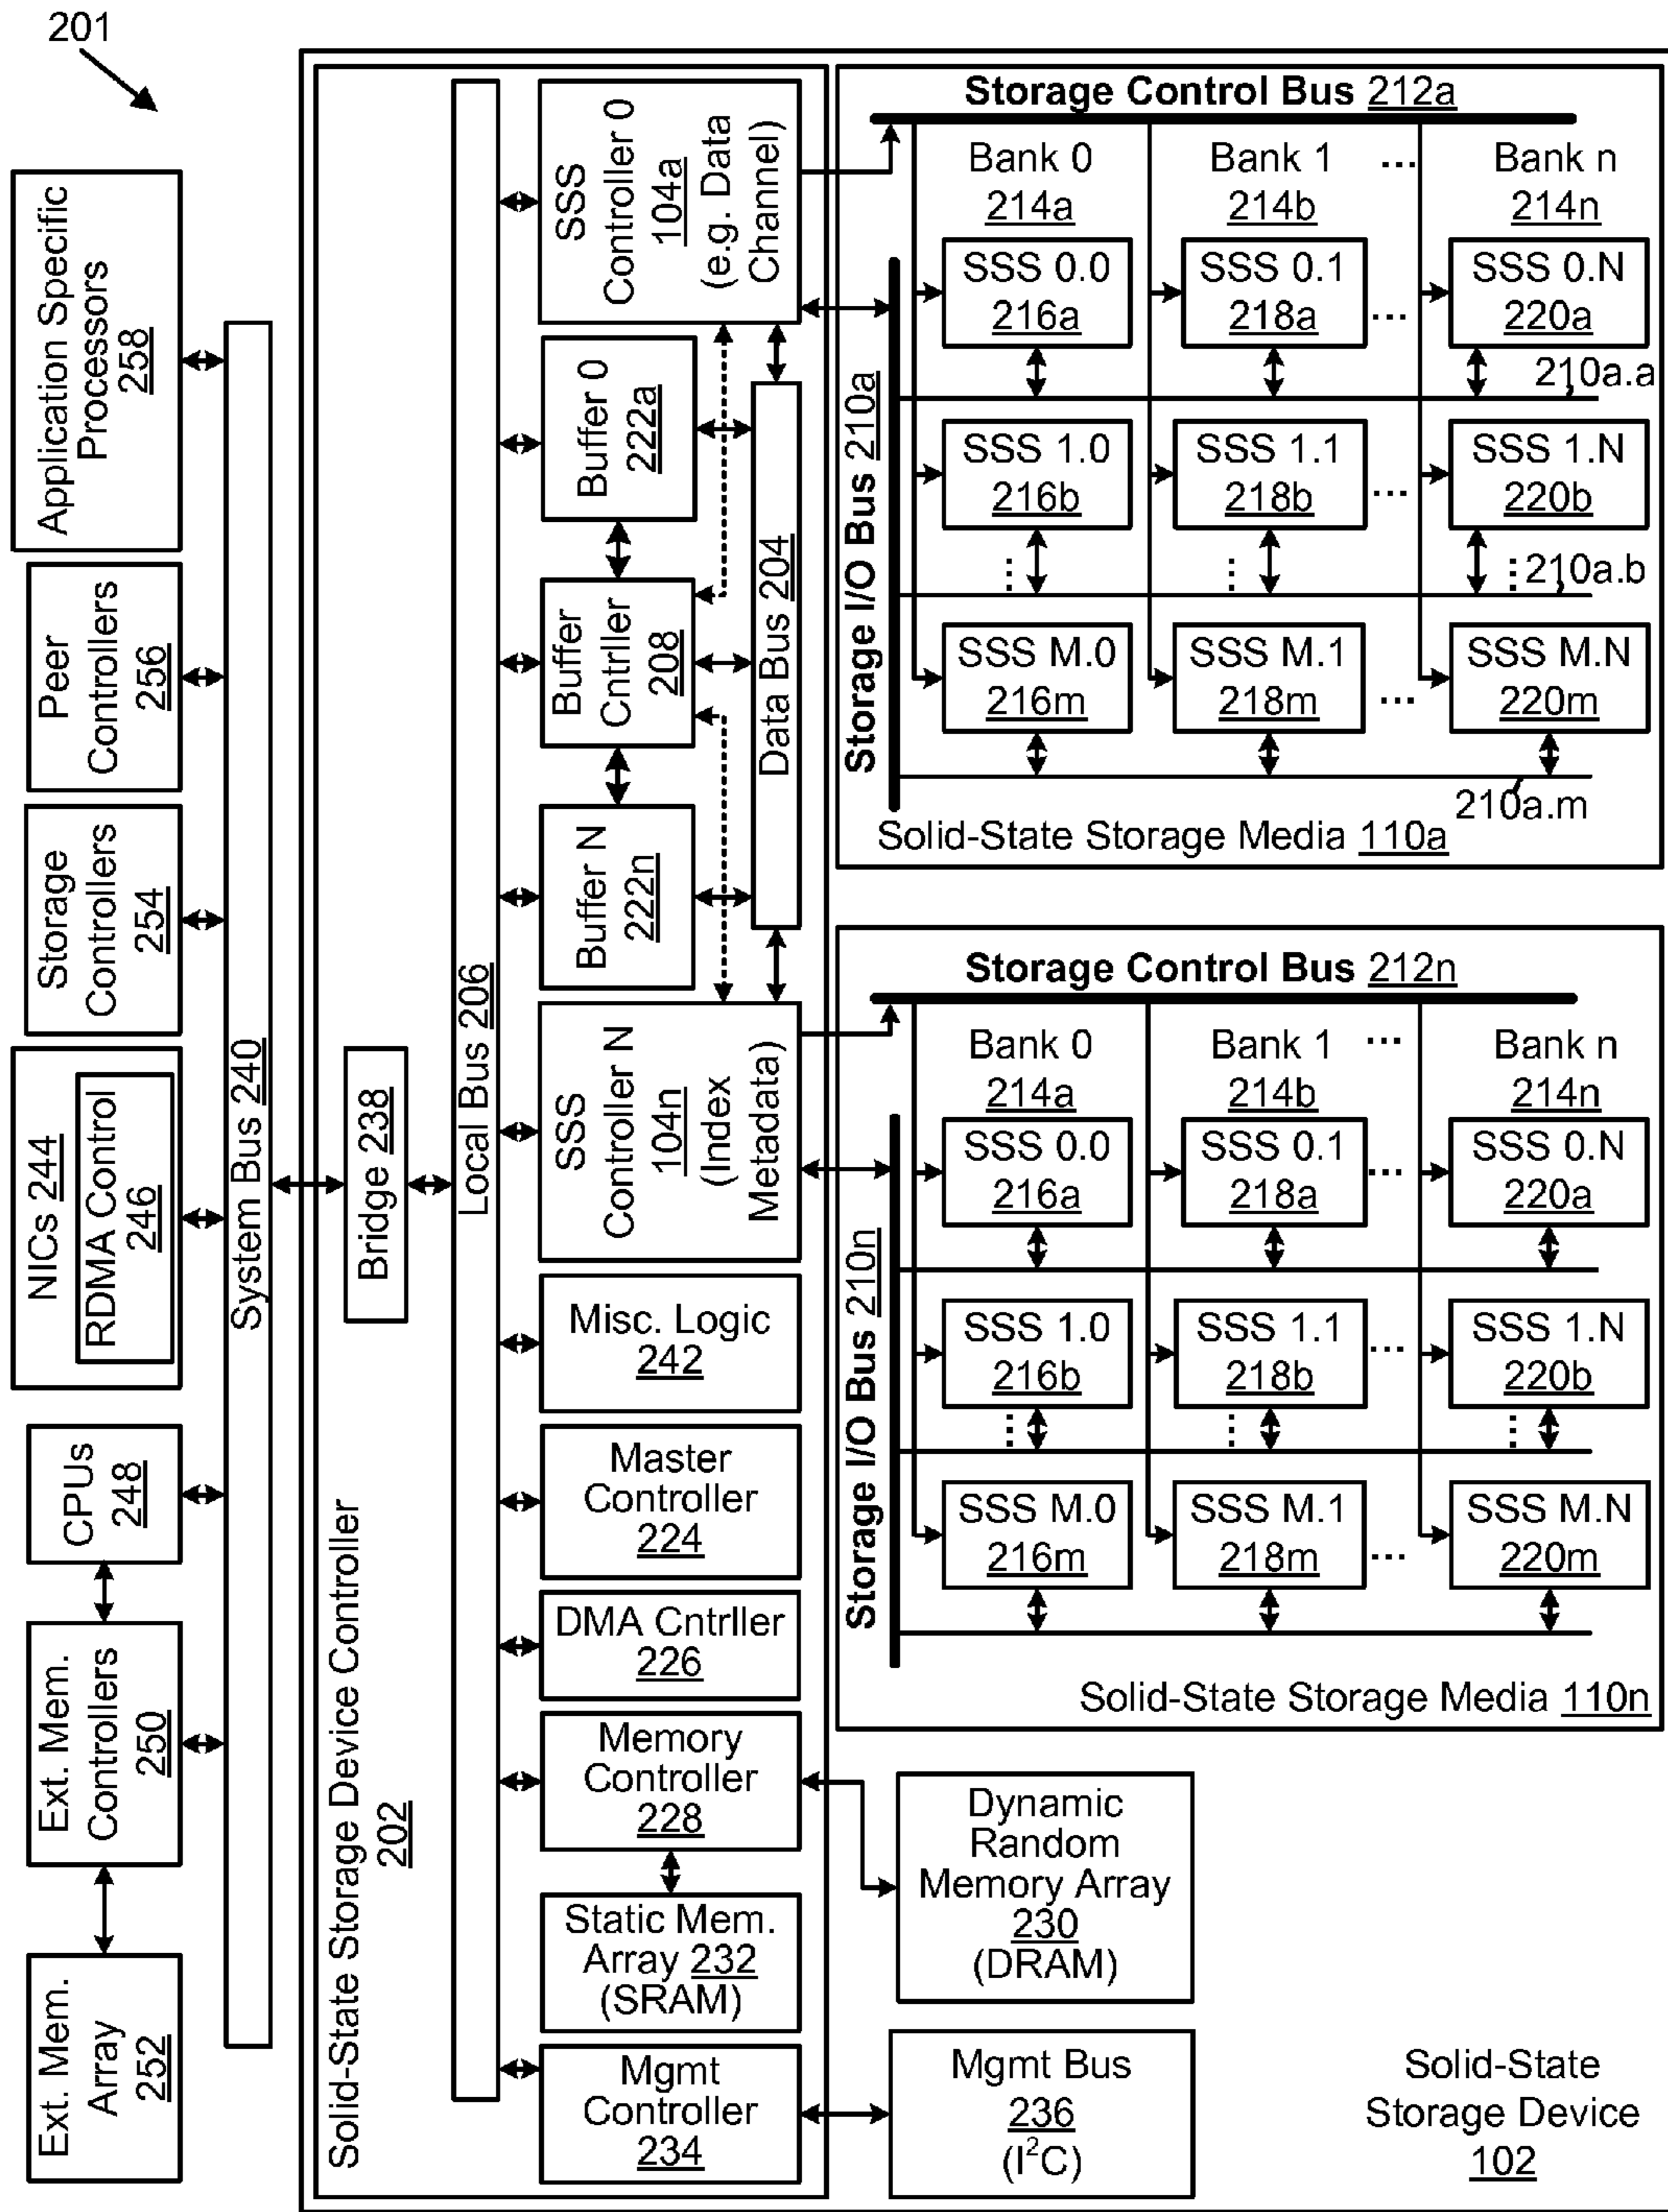 201
Application Specific
Processors
258
Peer
Controllers
256
Storage
Controllers
254
NICs 244
RDMA Control
246
CPUs
248
Ext. Mem.
Controllers
250
Ext. Mem.
Array
252
System Bus 240
Bridge 238
Solid-State Storage Device Controller
202
Local Bus 206
SSS
Controller 0
104a
(e.g. Data
Channel)
Buffer 0
222a
Buffer
Cntrller
208
Buffer N
222n
Data Bus 204
SSS
Controller N
104n
(Index
Metadata)
Misc. Logic
242
Master
Controller
224
DMA Cntrller
226
Memory
Controller
228
Static Mem.
Array 232
(SRAM)
Mgmt
Controller
234
Storage Control Bus 212a
Bank 0
214a
Bank 1
214b
...
Bank n
214n
Storage I/O Bus 210a
SSS 0.0
216a
SSS 0.1
218a
...
SSS 0.N
220a
210a.a
SSS 1.0
216b
SSS 1.1
218b
...
SSS 1.N
220b
...
...
...
210a.b
SSS M.0
216m
SSS M.1
218m
...
SSS M.N
220m
210a.m
Solid-State Storage Media 110a
Storage Control Bus 212n
Bank 0
214a
Bank 1
214b
...
Bank n
214n
Storage I/O Bus 210n
SSS 0.0
216a
SSS 0.1
218a
...
SSS 0.N
220a
SSS 1.0
216b
SSS 1.1
218b
...
SSS 1.N
220b
...
...
...
SSS M.0
216m
SSS M.1
218m
...
SSS M.N
220m
Solid-State Storage Media 110n
Dynamic
Random
Memory Array
230
(DRAM)
Mgmt Bus
236
(I²C)
Solid-State
Storage Device
102